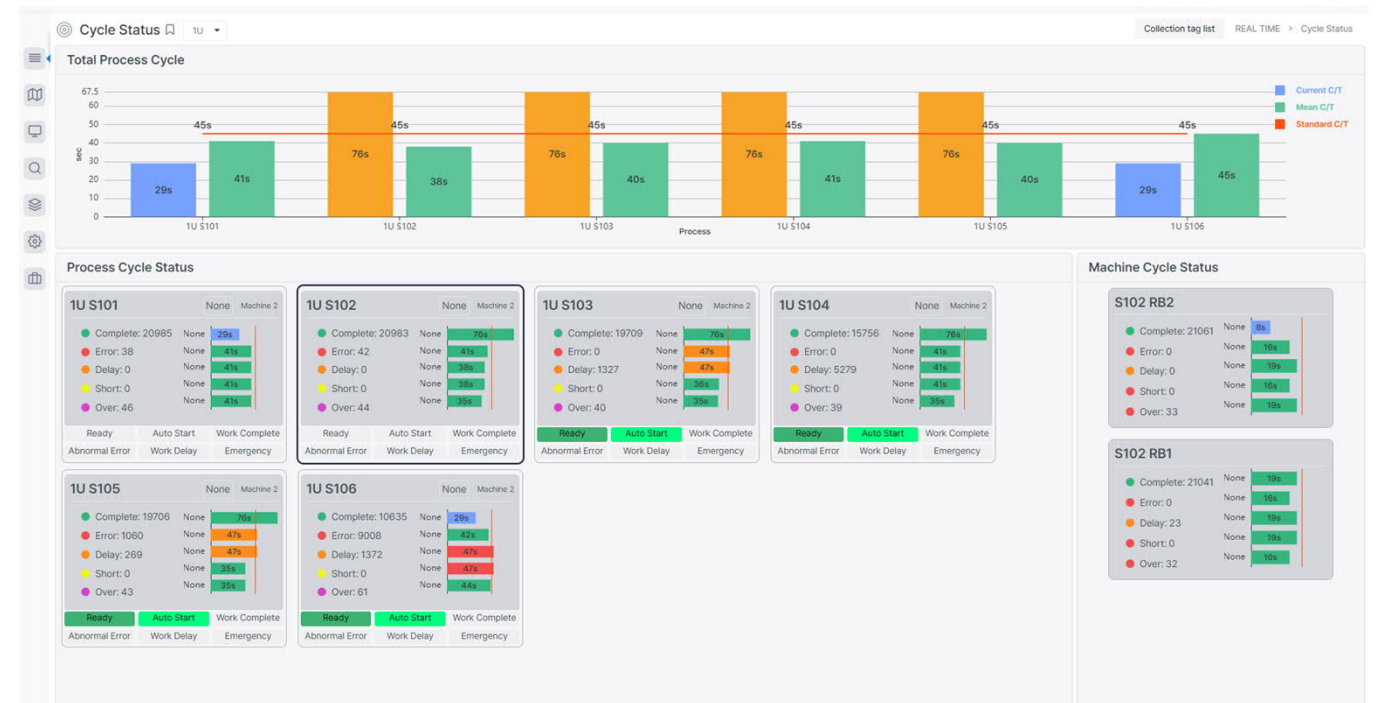 Cycle Status 1U Collection tag list REAL TIME > Cycle Status
Total Process Cycle
67.5
60
50
40
30
20
10
0
sec
45s 45s 45s 45s 45s 45s
29s 41s 76s 38s 76s 40s 76s 41s 76s 40s 29s 45s
1U S101 1U S102 1U S103 1U S104 1U S105 1U S106
Process
Current C/T
Mean C/T
Standard C/T
Process Cycle Status
1U S101 None Machine 2
Complete: 20985 None 29s
Error: 38 None 41s
Delay: 0 None 41s
Short: 0 None 41s
Over: 46 None 41s
Ready Auto Start Work Complete
Abnormal Error Work Delay Emergency
1U S102 None Machine 2
Complete: 20983 None 76s
Error: 42 None 41s
Delay: 0 None 38s
Short: 0 None 38s
Over: 44 None 35s
Ready Auto Start Work Complete
Abnormal Error Work Delay Emergency
1U S103 None Machine 2
Complete: 19709 None 76s
Error: 0 None 47s
Delay: 1327 None 47s
Short: 0 None 36s
Over: 40 None 35s
Ready Auto Start Work Complete
Abnormal Error Work Delay Emergency
1U S104 None Machine 2
Complete: 15756 None 76s
Error: 0 None 41s
Delay: 5279 None 41s
Short: 0 None 41s
Over: 39 None 35s
Ready Auto Start Work Complete
Abnormal Error Work Delay Emergency
1U S105 None Machine 2
Complete: 19706 None 76s
Error: 1060 None 47s
Delay: 269 None 47s
Short: 0 None 35s
Over: 43 None 35s
Ready Auto Start Work Complete
Abnormal Error Work Delay Emergency
1U S106 None Machine 2
Complete: 10635 None 29s
Error: 9008 None 42s
Delay: 1372 None 47s
Short: 0 None 47s
Over: 61 None 44s
Ready Auto Start Work Complete
Abnormal Error Work Delay Emergency
Machine Cycle Status
S102 RB2
Complete: 21061 None 8s
Error: 0 None 16s
Delay: 0 None 19s
Short: 0 None 16s
Over: 33 None 19s
S102 RB1
Complete: 21041 None 19s
Error: 0 None 16s
Delay: 23 None 19s
Short: 0 None 19s
Over: 32 None 16s